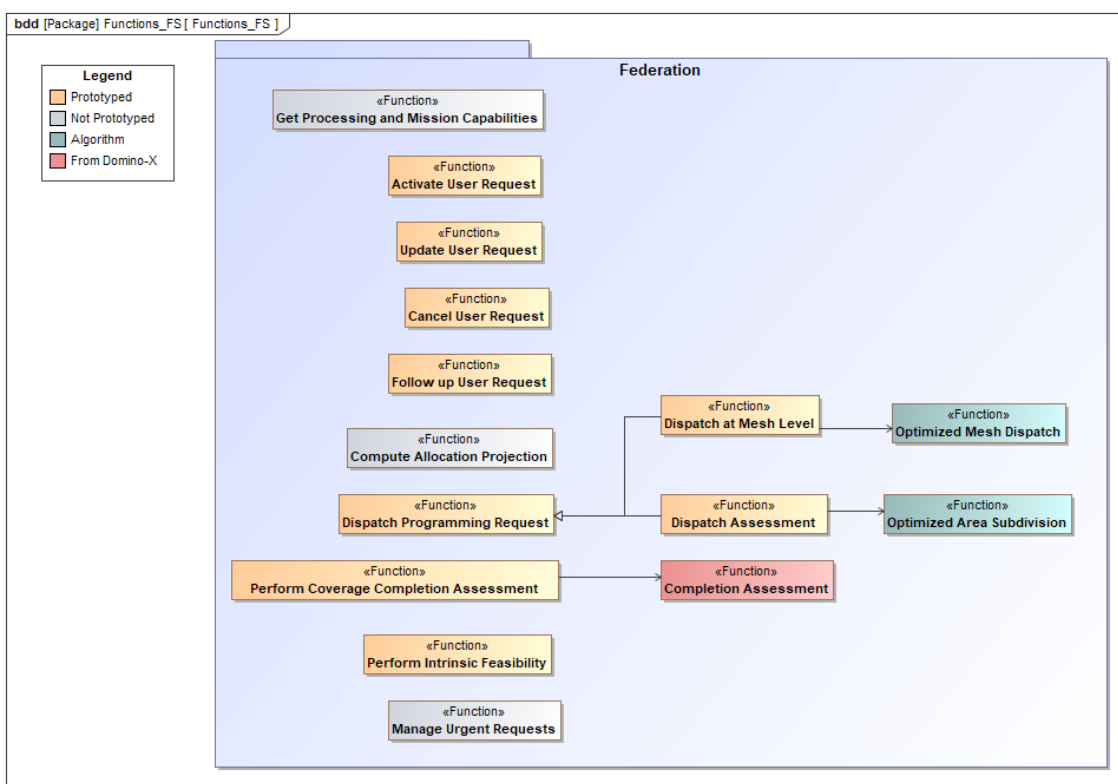 bdd [Package] Functions_FS [ Functions_FS ]
Legend
Prototyped
Not Prototyped
Algorithm
From Domino-X
Federation
«Function»
Get Processing and Mission Capabilities
«Function»
Activate User Request
«Function»
Update User Request
«Function»
Cancel User Request
«Function»
Follow up User Request
«Function»
Dispatch at Mesh Level
«Function»
Optimized Mesh Dispatch
«Function»
Compute Allocation Projection
«Function»
Dispatch Programming Request
«Function»
Dispatch Assessment
«Function»
Optimized Area Subdivision
«Function»
Perform Coverage Completion Assessment
«Function»
Completion Assessment
«Function»
Perform Intrinsic Feasibility
«Function»
Manage Urgent Requests